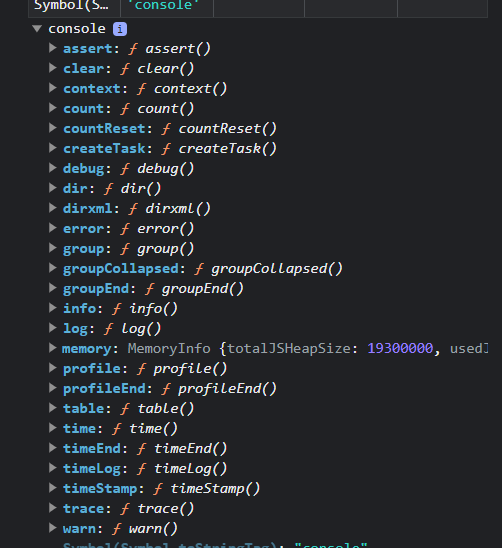 Symbol(S… 'console'
console i
assert: ƒ assert()
clear: ƒ clear()
context: ƒ context()
count: ƒ count()
countReset: ƒ countReset()
createTask: ƒ createTask()
debug: ƒ debug()
dir: ƒ dir()
dirxml: ƒ dirxml()
error: ƒ error()
group: ƒ group()
groupCollapsed: ƒ groupCollapsed()
groupEnd: ƒ groupEnd()
info: ƒ info()
log: ƒ log()
memory: MemoryInfo {totalJSHeapSize: 19300000, usedJ
profile: ƒ profile()
profileEnd: ƒ profileEnd()
table: ƒ table()
time: ƒ time()
timeEnd: ƒ timeEnd()
timeLog: ƒ timeLog()
timeStamp: ƒ timeStamp()
trace: ƒ trace()
warn: ƒ warn()
Symbol(Symbol.toStringTag): "console"